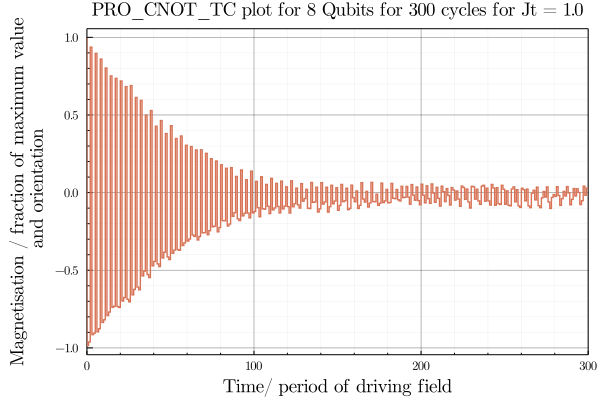 PRO_CNOT_TC plot for 8 Qubits for 300 cycles for Jt = 1.0
Magnetisation / fraction of maximum value
and orientation
1.0
0.5
0.0
−0.5
−1.0
0
100
200
300
Time/ period of driving field